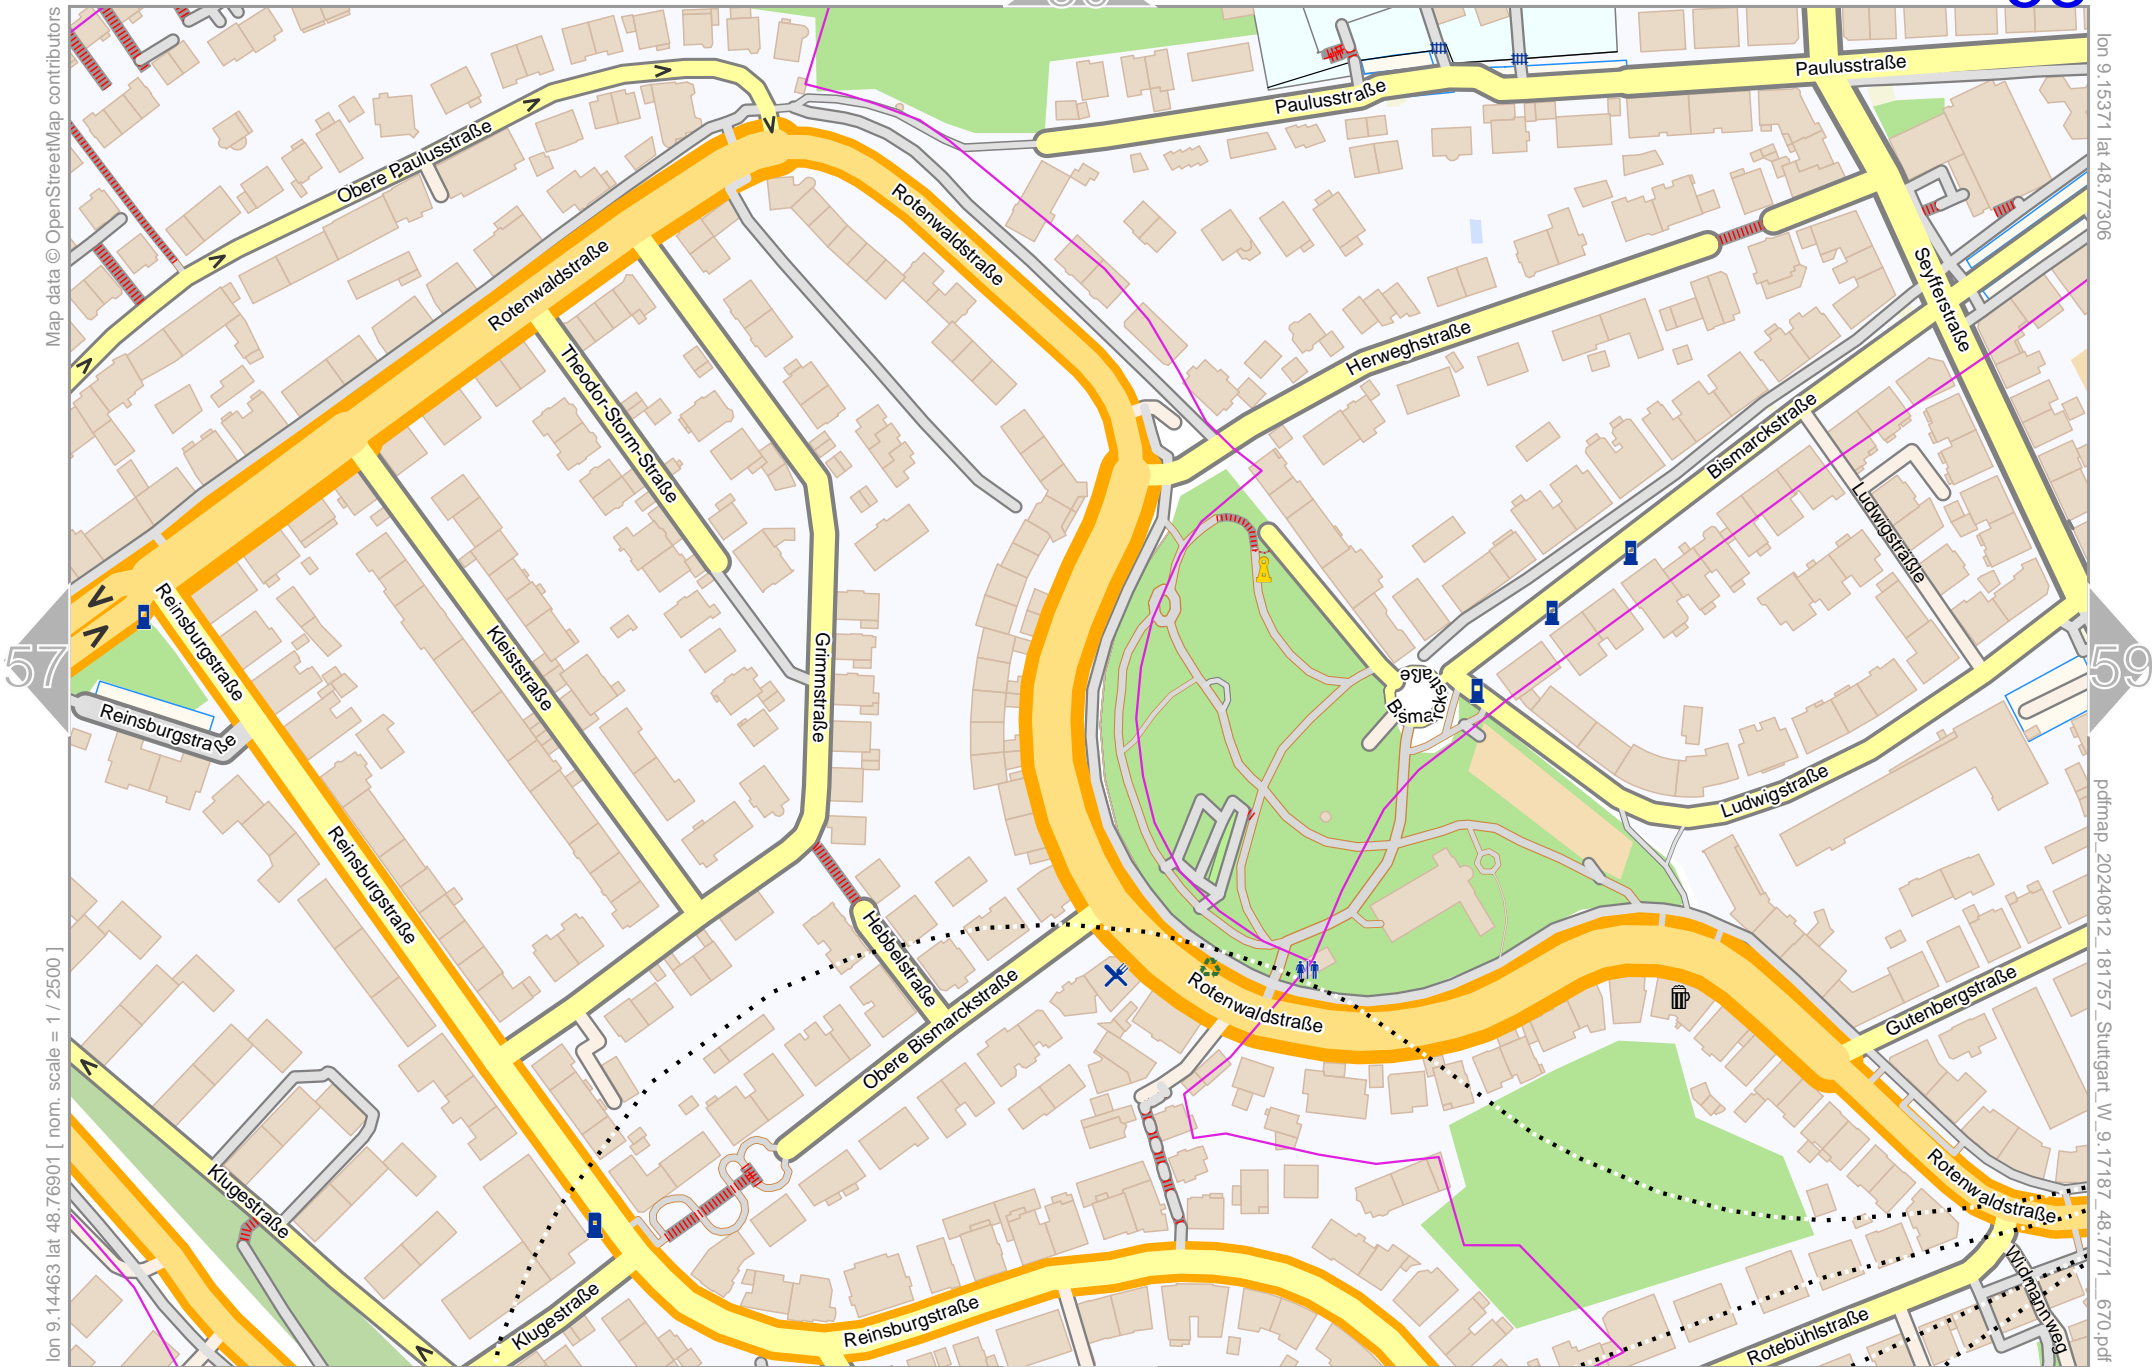 Map data © OpenStreetMap contributors
lon 9.14463 lat 48.76901 [ nom. scale = 1 / 2500 ]
lon 9.15371 lat 48.77306
pdfmap_20240812_181757_Stuttgart_W_9.17187_48.7771__670.pdf
57
59
Paulusstraße
Paulusstraße
Obere Paulusstraße
Rotenwaldstraße
Rotenwaldstraße
Seyfferstraße
Herweghstraße
Theodor-Storm-Straße
Bismarckstraße
Ludwigsträßle
Reinsburgstraße
Kleiststraße
Grimmstraße
Bismarckstraße
Reinsburgstraße
Ludwigstraße
Reinsburgstraße
Hebbelstraße
Obere Bismarckstraße
Rotenwaldstraße
Gutenbergstraße
Klugestraße
Rotenwaldstraße
Widmannweg
Klugestraße
Reinsburgstraße
Rotebühlstraße